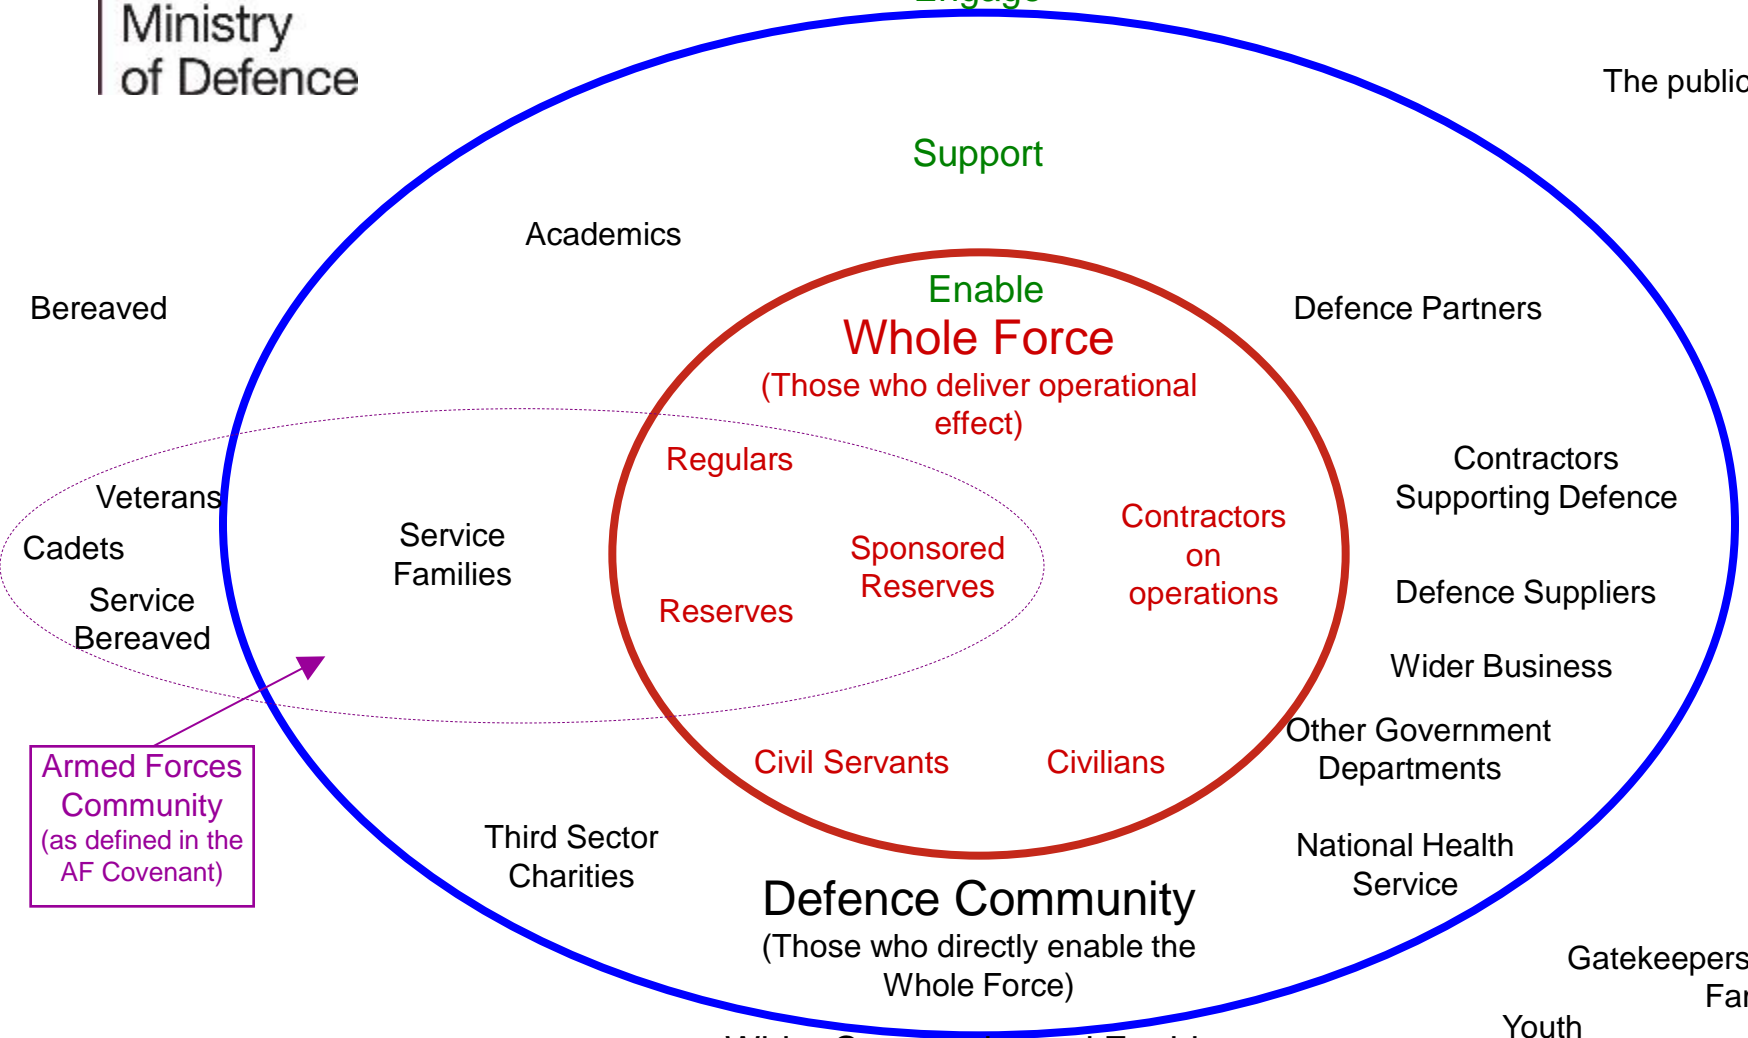 Ministry
of Defence
Engage
The public
Support
Academics
Bereaved
Enable
Defence Partners
Whole Force
(Those who deliver operational
effect)
Regulars
Contractors
Supporting Defence
Veterans
Cadets
Service
Bereaved
Service
Families
Sponsored
Reserves
Reserves
Contractors
on
operations
Defence Suppliers
Wider Business
Other Government
Departments
Civil Servants
Civilians
Armed Forces
Community
(as defined in the
AF Covenant)
Third Sector
Charities
National Health
Service
Defence Community
(Those who directly enable the
Whole Force)
Gatekeepers
Youth